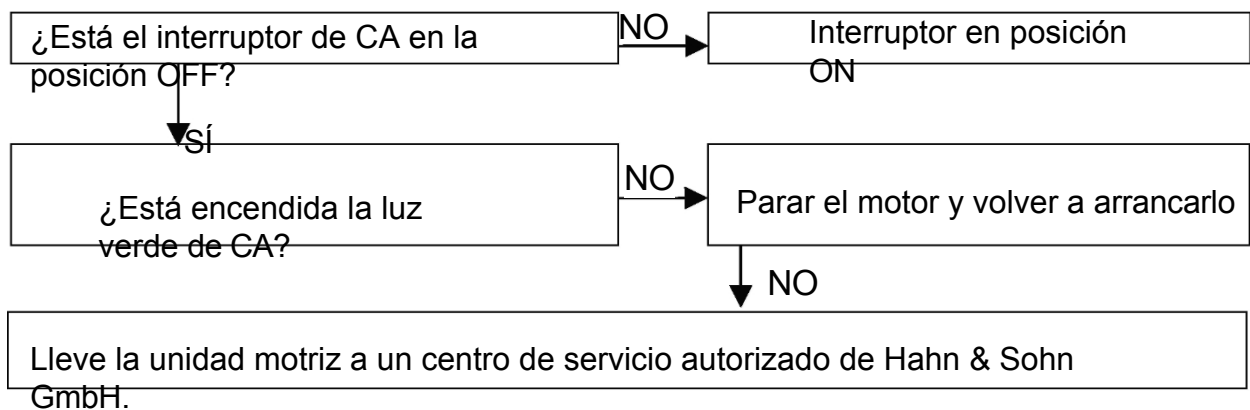 ¿Está el interruptor de CA en la
posición OFF?
NO
Interruptor en posición
ON
SÍ
¿Está encendida la luz
verde de CA?
NO
Parar el motor y volver a arrancarlo
NO
Lleve la unidad motriz a un centro de servicio autorizado de Hahn & Sohn
GmbH.